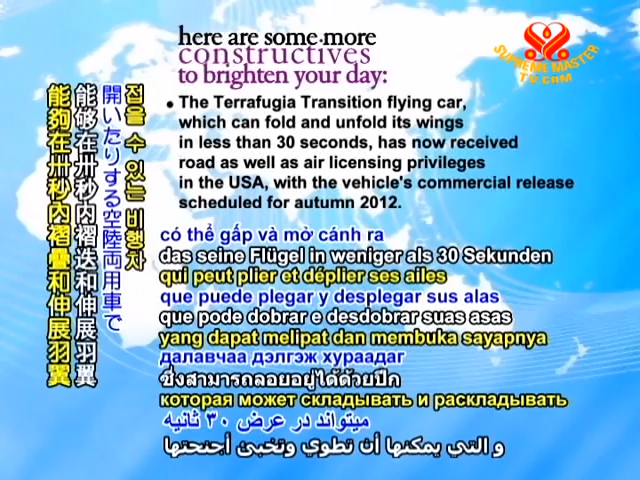 here are some more
constructives
to brighten your day:
SUPREME MASTER
TV.COM
• The Terrafugia Transition flying car,
which can fold and unfold its wings
in less than 30 seconds, has now received
road as well as air licensing privileges
in the USA, with the vehicle's commercial release
scheduled for autumn 2012.
접을 수 있는 비행차
開いたりする空陸両用車で
能够在卅秒内褶迭和伸展羽翼
能夠在卅秒內褶疊和伸展羽翼
có thể gấp và mở cánh ra
das seine Flügel in weniger als 30 Sekunden
qui peut plier et déplier ses ailes
que puede plegar y desplegar sus alas
que pode dobrar e desdobrar suas asas
yang dapat melipat dan membuka sayapnya
далавчаа дэлгэж хураадаг
ซึ่งสามารถลอยอยู่ได้ด้วยปีก
которая может складывать и раскладывать
میتواند در عرض ۳۰ ثانیه
و التي يمكنها أن تطوي وتخبئ أجنحتها